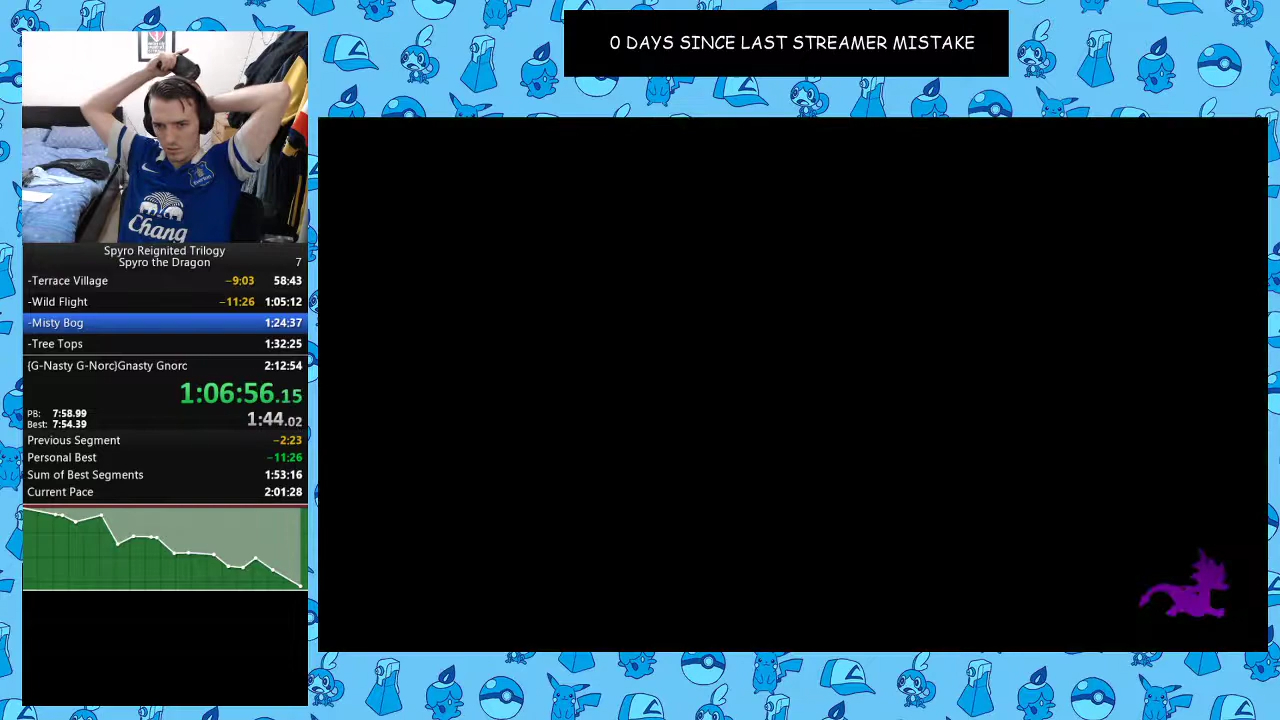 0 DAYS SINCE LAST STREAMER MISTAKE
Chang
Spyro Reignited Trilogy
Spyro the Dragon 7
-Terrace Village -9:03 58:43
-Wild Flight -11:26 1:05:12
-Misty Bog 1:24:37
-Tree Tops 1:32:25
{G-Nasty G-Norc}Gnasty Gnorc 2:12:54
1:06:56.15
PB: 7:58.99
Best: 7:54.39
1:44.02
Previous Segment -2:23
Personal Best -11:26
Sum of Best Segments 1:53:16
Current Pace 2:01:28